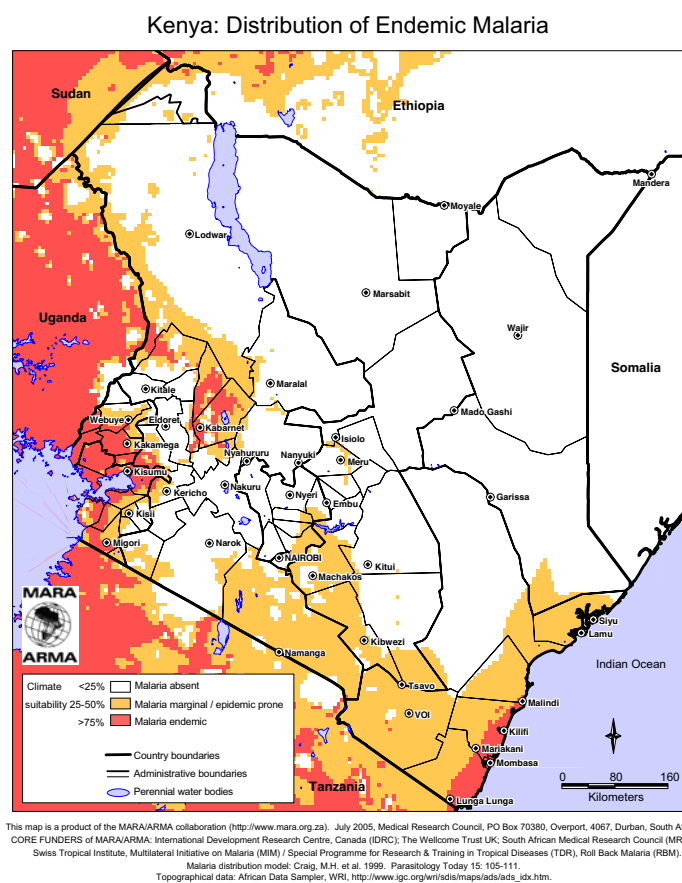 Kenya: Distribution of Endemic Malaria
Sudan
Ethiopia
Mandera
Moyale
Lodwar
Marsabit
Uganda
Wajir
Somalia
Maralal
Kitale
Mado Gashi
Webuye
Eldoret
Kabarnet
Isiolo
Kakamega
Nyahururu
Nanyuki
Meru
Kisumu
Nakuru
Kericho
Nyeri
Embu
Garissa
Kisii
Migori
Narok
NAIROBI
Kitui
Machakos
MARA
ARMA
Siyu
Lamu
Kibwezi
Namanga
Indian Ocean
Tsavo
Malindi
VOI
Kilifi
Mariakani
Mombasa
Tanzania
Lunga Lunga
Climate <25% Malaria absent
suitability 25-50% Malaria marginal / epidemic prone
>75% Malaria endemic
Country boundaries
Administrative boundaries
Perennial water bodies
0 80 160
Kilometers
This map is a product of the MARA/ARMA collaboration (http://www.mara.org.za). July 2005, Medical Research Council, PO Box 70380, Overport, 4067, Durban, South A
CORE FUNDERS of MARA/ARMA: International Development Research Centre, Canada (IDRC); The Wellcome Trust UK; South African Medical Research Council (MR
Swiss Tropical Institute, Multilateral Initiative on Malaria (MIM) / Special Programme for Research & Training in Tropical Diseases (TDR), Roll Back Malaria (RBM).
Malaria distribution model: Craig, M.H. et al. 1999. Parasitology Today 15: 105-111.
Topographical data: African Data Sampler, WRI, http://www.igc.org/wri/sdis/maps/ads/ads_idx.htm.